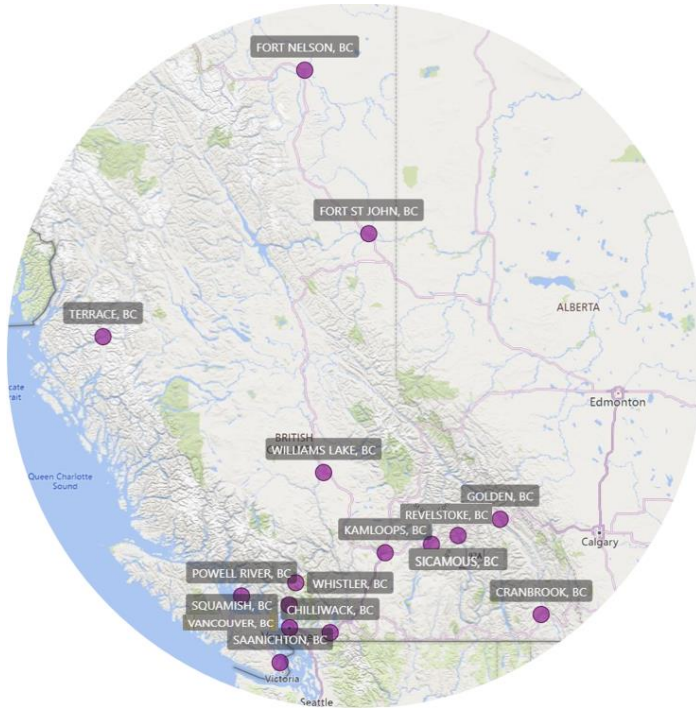 FORT NELSON, BC
FORT ST JOHN, BC
ALBERTA
TERRACE, BC
cate
rait
Edmonton
BRITISH
WILLIAMS LAKE, BC
Queen Charlotte
Sound
GOLDEN, BC
REVELSTOKE, BC
KAMLOOPS, BC
Calgary
SICAMOUS, BC
POWELL RIVER, BC
WHISTLER, BC
CRANBROOK, BC
SQUAMISH, BC
CHILLIWACK, BC
VANCOUVER, BC
SAANICHTON, BC
Victoria
Seattle